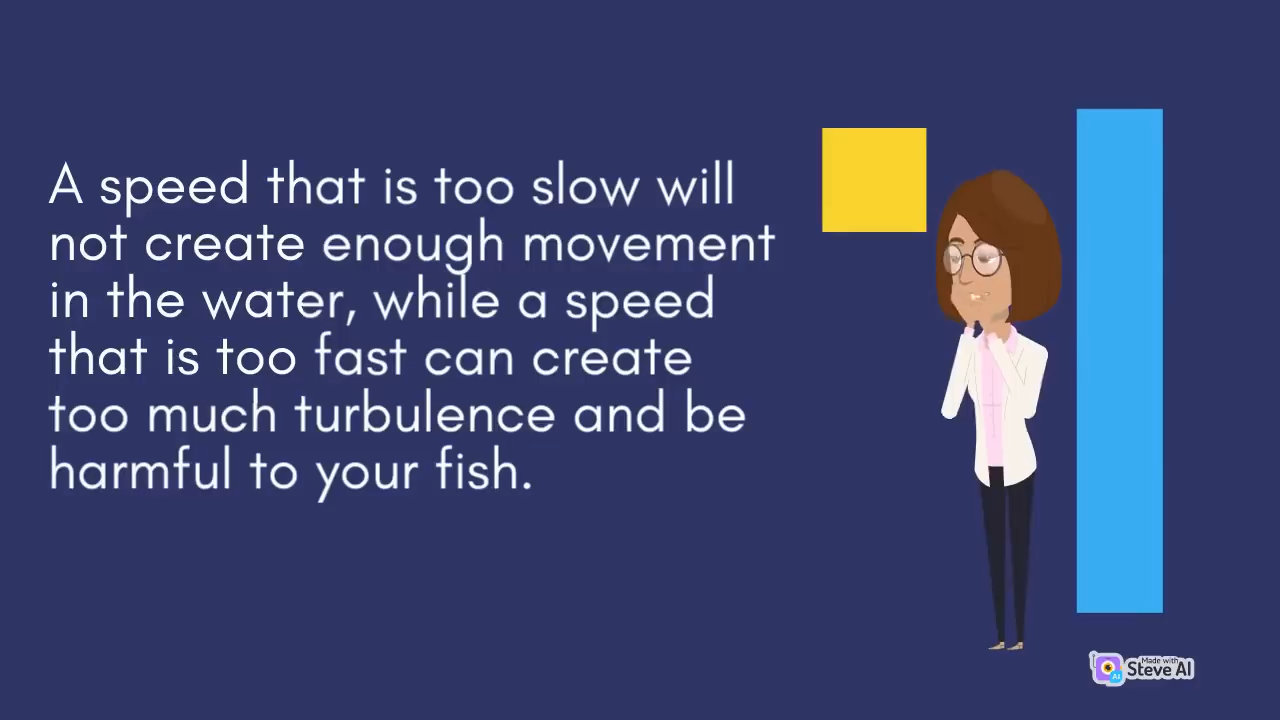 A speed that is too slow will
not create enough movement
in the water, while a speed
that is too fast can create
too much turbulence and be
harmful to your fish.
Made with
Steve AI
AI